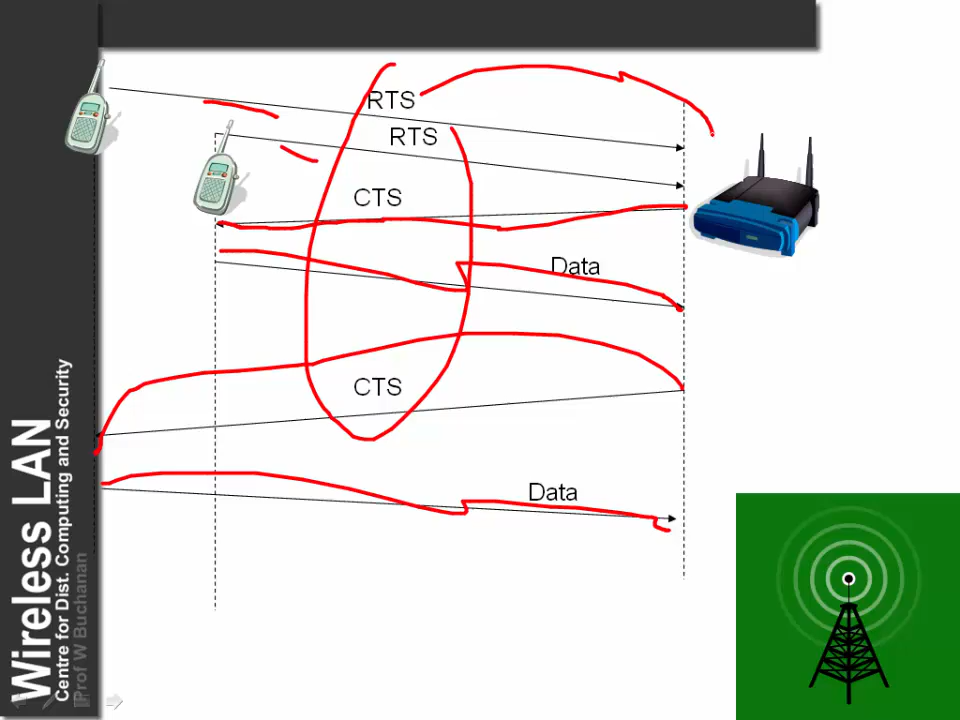 RTS
RTS
CTS
Data
CTS
Data
Wireless LAN
Centre for Dist. Computing and Security
Prof W Buchanan